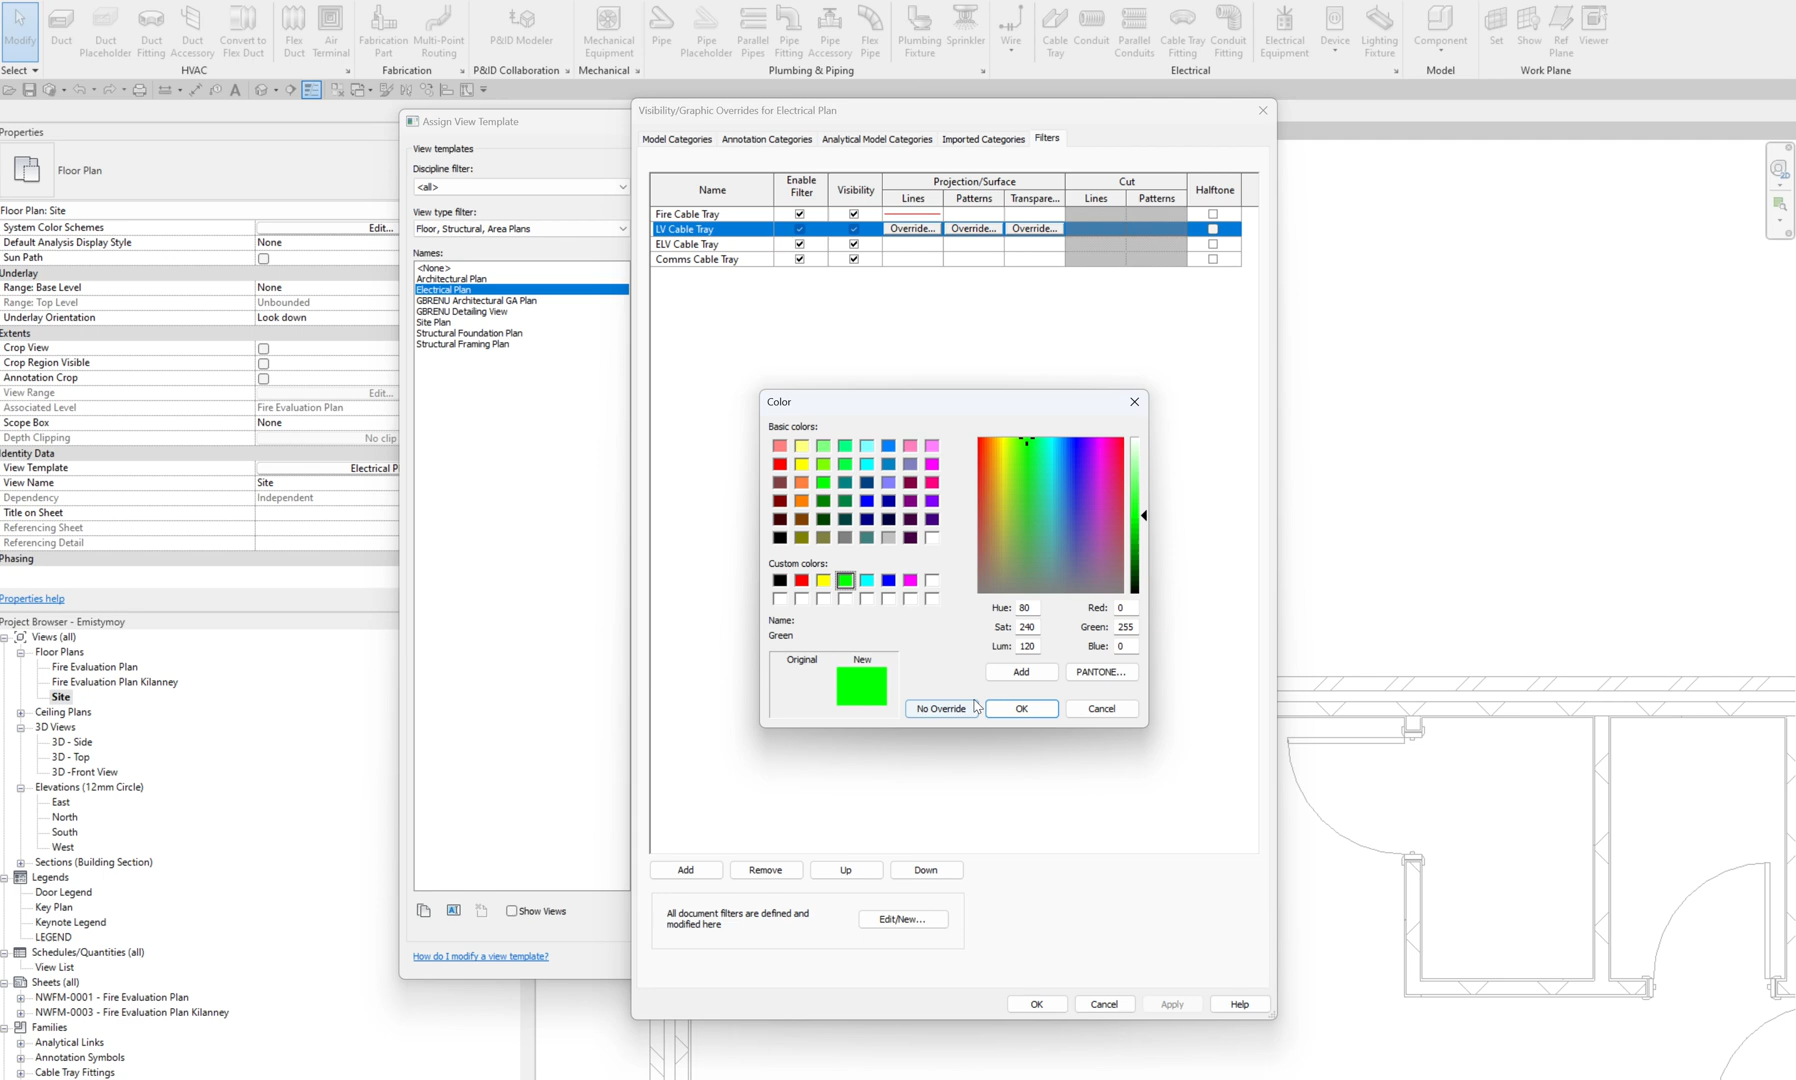 Modify
Duct
Duct Placeholder
Duct Fitting
Duct Accessory
Convert to Flex Duct
Flex Duct
Air Terminal
Fabrication Part
Multi-Point Routing
P&ID Modeler
Mechanical Equipment
Pipe
Pipe Placeholder
Parallel Pipes
Pipe Fitting
Pipe Accessory
Flex Pipe
Plumbing Fixture
Sprinkler
Wire
Cable Tray
Conduit
Parallel Conduits
Cable Tray Fitting
Conduit Fitting
Electrical Equipment
Device
Lighting Fixture
Component
Set
Show
Ref Plane
Viewer
Select
HVAC
Fabrication
P&ID Collaboration
Mechanical
Plumbing & Piping
Electrical
Model
Work Plane
Properties
Floor Plan
Floor Plan: Site
System Color Schemes Edit...
Default Analysis Display Style None
Sun Path
Underlay
Range: Base Level None
Range: Top Level Unbounded
Underlay Orientation Look down
Extents
Crop View
Crop Region Visible
Annotation Crop
View Range Edit...
Associated Level Fire Evaluation Plan
Scope Box None
Depth Clipping No clip
Identity Data
View Template Electrical P
View Name Site
Dependency Independent
Title on Sheet
Referencing Sheet
Referencing Detail
Phasing
Properties help
Project Browser - Emistymoy
Views (all)
Floor Plans
Fire Evaluation Plan
Fire Evaluation Plan Kilanney
Site
Ceiling Plans
3D Views
3D - Side
3D - Top
3D -Front View
Elevations (12mm Circle)
East
North
South
West
Sections (Building Section)
Legends
Door Legend
Key Plan
Keynote Legend
LEGEND
Schedules/Quantities (all)
View List
Sheets (all)
NWFM-0001 - Fire Evaluation Plan
NWFM-0003 - Fire Evaluation Plan Kilanney
Families
Analytical Links
Annotation Symbols
Cable Tray Fittings
Assign View Template
View templates
Discipline filter:
<all>
View type filter:
Floor, Structural, Area Plans
Names:
<None>
Architectural Plan
Electrical Plan
GBRENU Architectural GA Plan
GBRENU Detailing View
Site Plan
Structural Foundation Plan
Structural Framing Plan
Show Views
How do I modify a view template?
Visibility/Graphic Overrides for Electrical Plan
Model Categories Annotation Categories Analytical Model Categories Imported Categories Filters
Name Enable Filter Visibility Projection/Surface Cut Halftone
Lines Patterns Transpare... Lines Patterns
Fire Cable Tray
LV Cable Tray Override... Override... Override...
ELV Cable Tray
Comms Cable Tray
Color
Basic colors:
Custom colors:
Name:
Green
Original New
Hue: 80 Red: 0
Sat: 240 Green: 255
Lum: 120 Blue: 0
Add PANTONE...
No Override OK Cancel
Add Remove Up Down
All document filters are defined and
modified here
Edit/New...
OK Cancel Apply Help